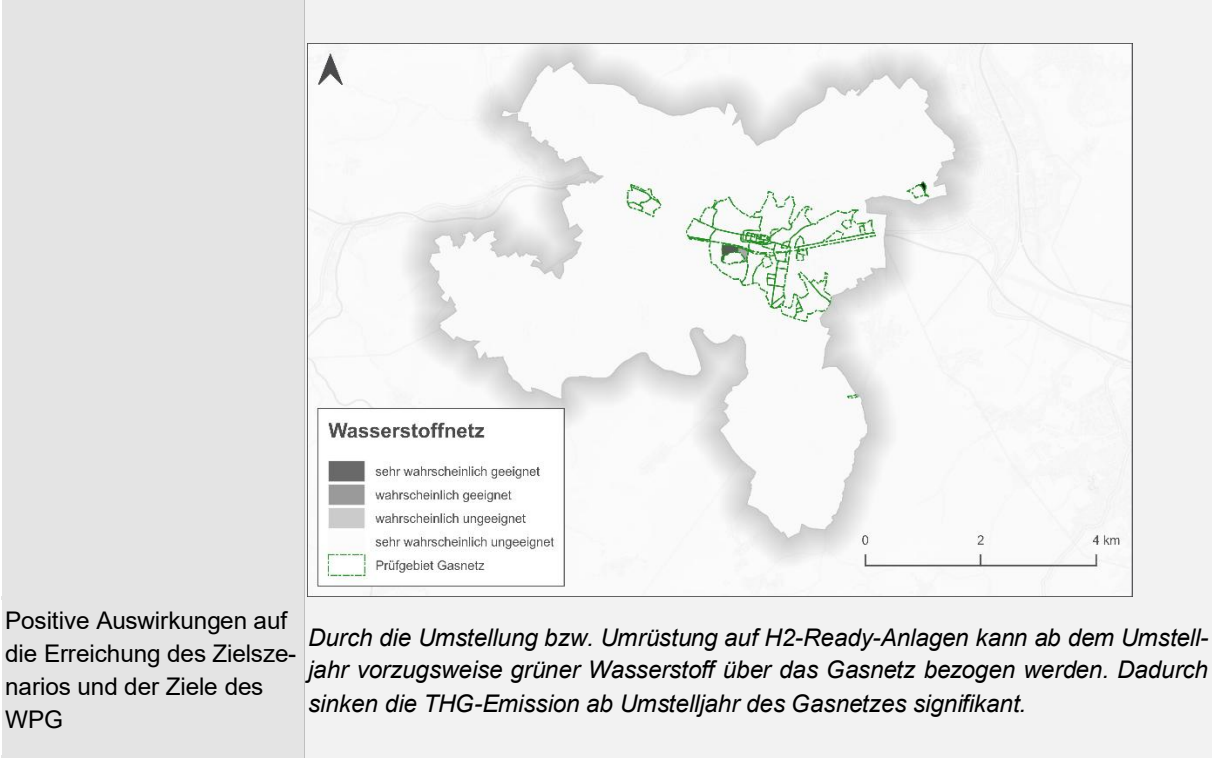 Wasserstoffnetz
sehr wahrscheinlich geeignet
wahrscheinlich geeignet
wahrscheinlich ungeeignet
sehr wahrscheinlich ungeeignet
Prüfgebiet Gasnetz
0 2 4 km
Positive Auswirkungen auf
die Erreichung des Zielsze-
narios und der Ziele des
WPG
Durch die Umstellung bzw. Umrüstung auf H2-Ready-Anlagen kann ab dem Umstell-
jahr vorzugsweise grüner Wasserstoff über das Gasnetz bezogen werden. Dadurch
sinken die THG-Emission ab Umstelljahr des Gasnetzes signifikant.